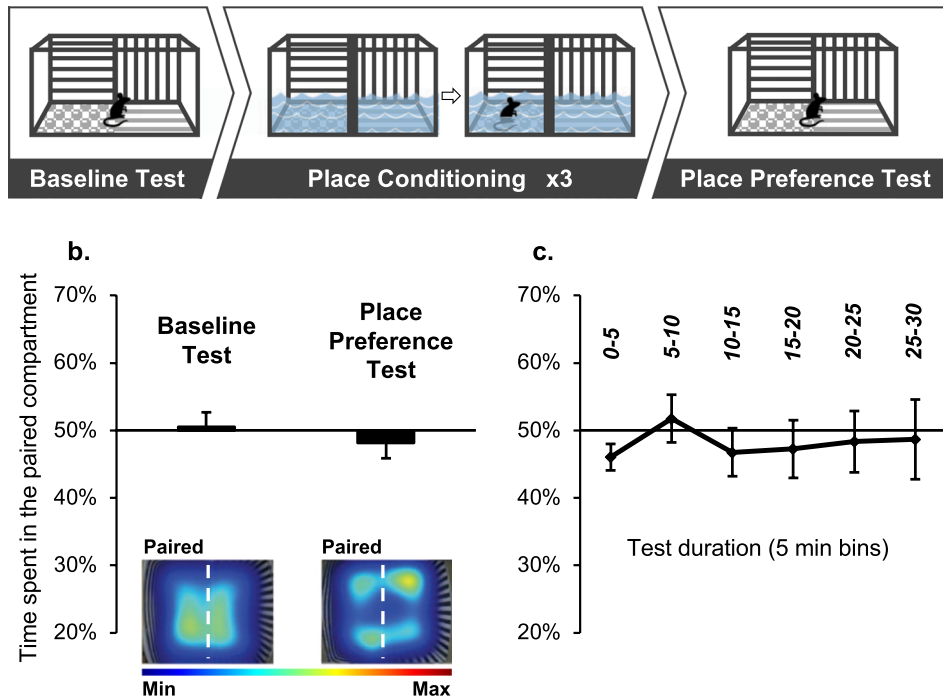 Baseline Test
Place Conditioning x3
Place Preference Test
b.
Time spent in the paired compartment
70%
60%
50%
40%
30%
20%
Baseline
Test
Place
Preference
Test
Paired
Paired
Min
Max
c.
70%
60%
50%
40%
30%
20%
0-5
5-10
10-15
15-20
20-25
25-30
Test duration (5 min bins)